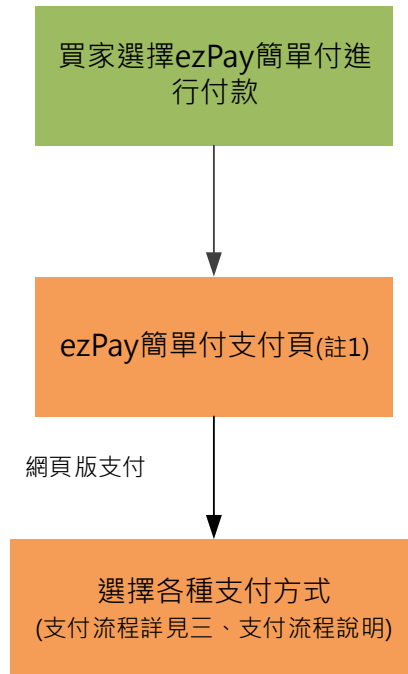 買家選擇ezPay簡單付進
行付款
ezPay簡單付支付頁(註1)
網頁版支付
選擇各種支付方式
(支付流程詳見三、支付流程說明)